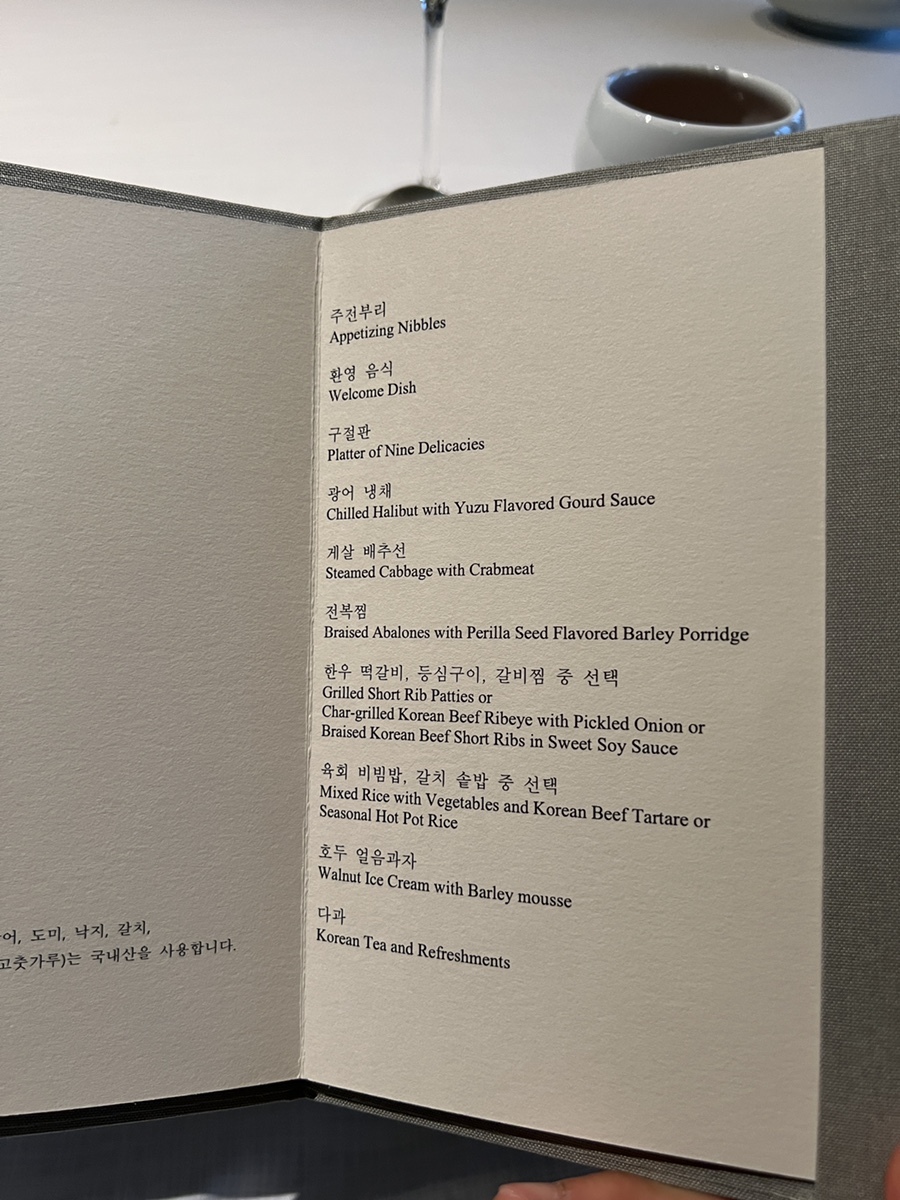 주전부리
Appetizing Nibbles
환영 음식
Welcome Dish
구절판
Platter of Nine Delicacies
광어 냉채
Chilled Halibut with Yuzu Flavored Gourd Sauce
게살 배추선
Steamed Cabbage with Crabmeat
전복찜
Braised Abalones with Perilla Seed Flavored Barley Porridge
한우 떡갈비, 등심구이, 갈비찜 중 선택
Grilled Short Rib Patties or
Char-grilled Korean Beef Ribeye with Pickled Onion or
Braised Korean Beef Short Ribs in Sweet Soy Sauce
육회 비빔밥, 갈치 솥밥 중 선택
Mixed Rice with Vegetables and Korean Beef Tartare or
Seasonal Hot Pot Rice
호두 얼음과자
Walnut Ice Cream with Barley mousse
다과
Korean Tea and Refreshments
어, 도미, 낙지, 갈치,
고춧가루)는 국내산을 사용합니다.